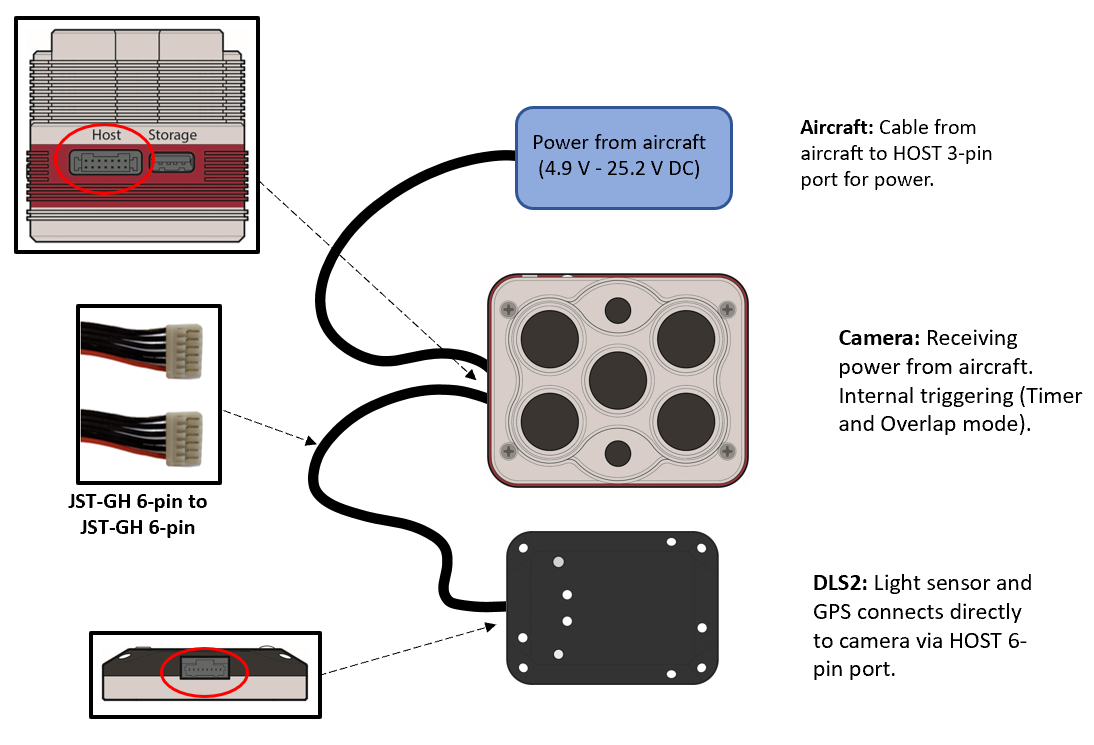 Host Storage
Power from aircraft
(4.9 V - 25.2 V DC)
Aircraft: Cable from
aircraft to HOST 3-pin
port for power.
Camera: Receiving
power from aircraft.
Internal triggering (Timer
and Overlap mode).
JST-GH 6-pin to
JST-GH 6-pin
DLS2: Light sensor and
GPS connects directly
to camera via HOST 6-
pin port.